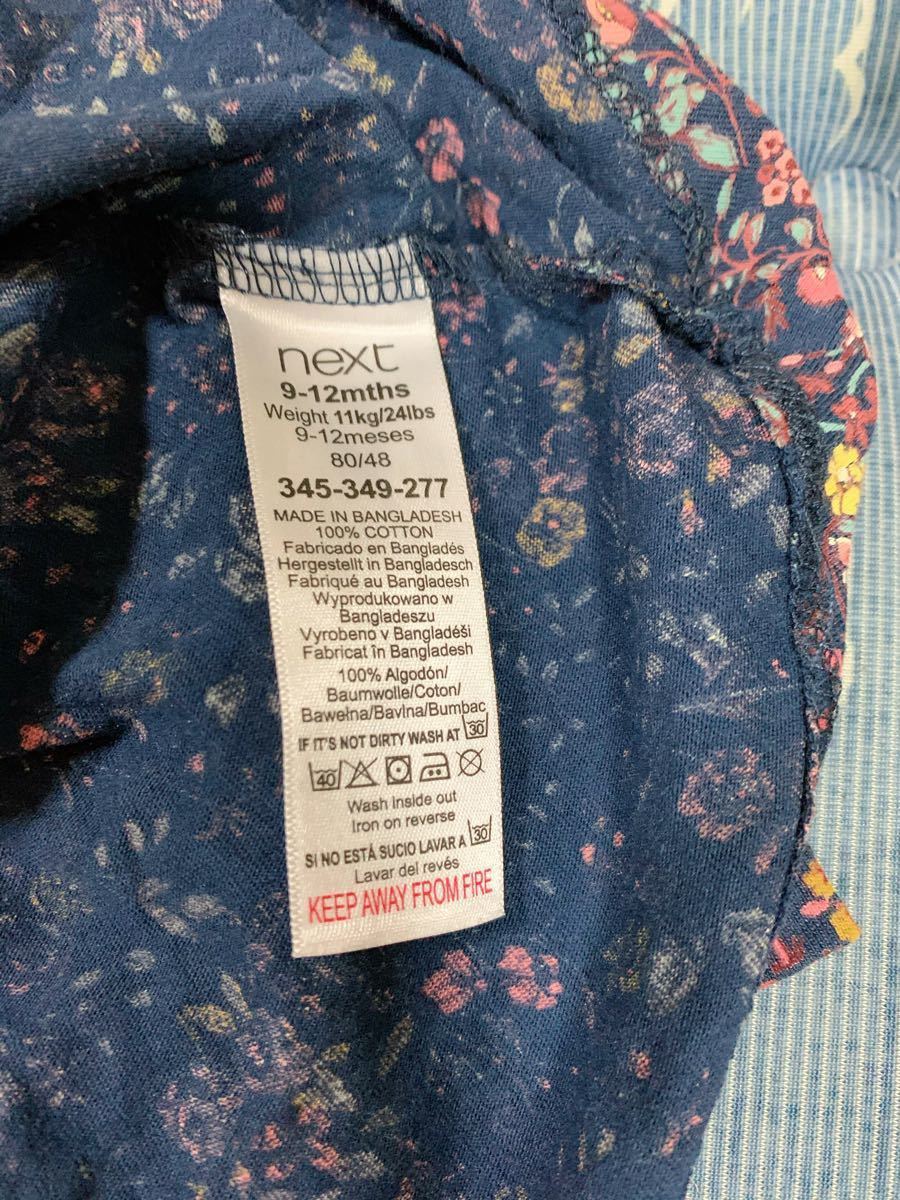 next
9-12mths
Weight 11kg/24lbs
9-12meses
80/48
345-349-277
MADE IN BANGLADESH
100% COTTON
Fabricado en Bangladés
Hergestellt in Bangladesch
Fabriqué au Bangladesh
Wyprodukowano w
Bangladeszu
Vyrobeno v Bangladéši
Fabricat în Bangladesh
100% Algodón/
Baumwolle/Coton/
Bawełna/Bavlna/Bumbac
IF IT'S NOT DIRTY WASH AT 30
40
Wash inside out
Iron on reverse
SI NO ESTÁ SUCIO LAVAR A 30
Lavar del revés
KEEP AWAY FROM FIRE